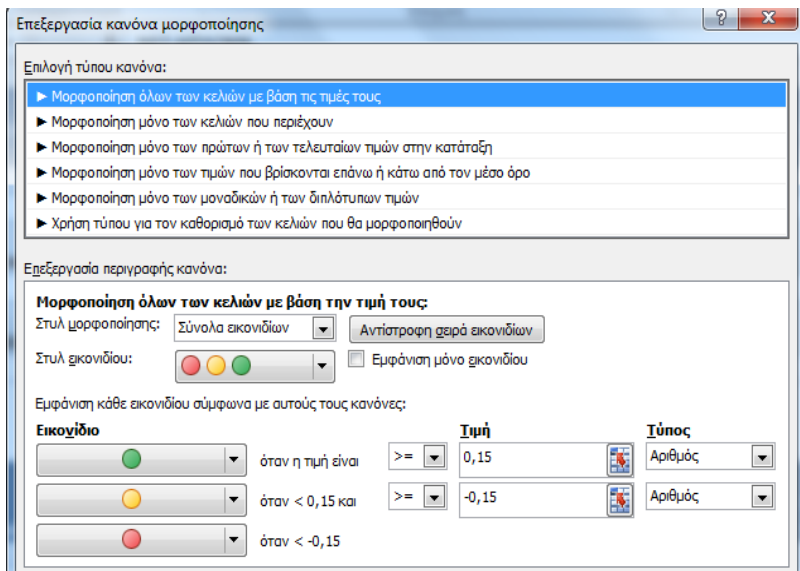 Επεξεργασία κανόνα μορφοποίησης
Επιλογή τύπου κανόνα:
► Μορφοποίηση όλων των κελιών με βάση τις τιμές τους
► Μορφοποίηση μόνο των κελιών που περιέχουν
► Μορφοποίηση μόνο των πρώτων ή των τελευταίων τιμών στην κατάταξη
► Μορφοποίηση μόνο των τιμών που βρίσκονται επάνω ή κάτω από τον μέσο όρο
► Μορφοποίηση μόνο των μοναδικών ή των διπλότυπων τιμών
► Χρήση τύπου για τον καθορισμό των κελιών που θα μορφοποιηθούν
Επεξεργασία περιγραφής κανόνα:
Μορφοποίηση όλων των κελιών με βάση την τιμή τους:
Στυλ μορφοποίησης: Σύνολα εικονιδίων Αντίστροφη σειρά εικονιδίων
Στυλ εικονιδίου: Εμφάνιση μόνο εικονιδίου
Εμφάνιση κάθε εικονιδίου σύμφωνα με αυτούς τους κανόνες:
Εικονίδιο Τιμή Τύπος
όταν η τιμή είναι >= 0,15 Αριθμός
όταν < 0,15 και >= -0,15 Αριθμός
όταν < -0,15